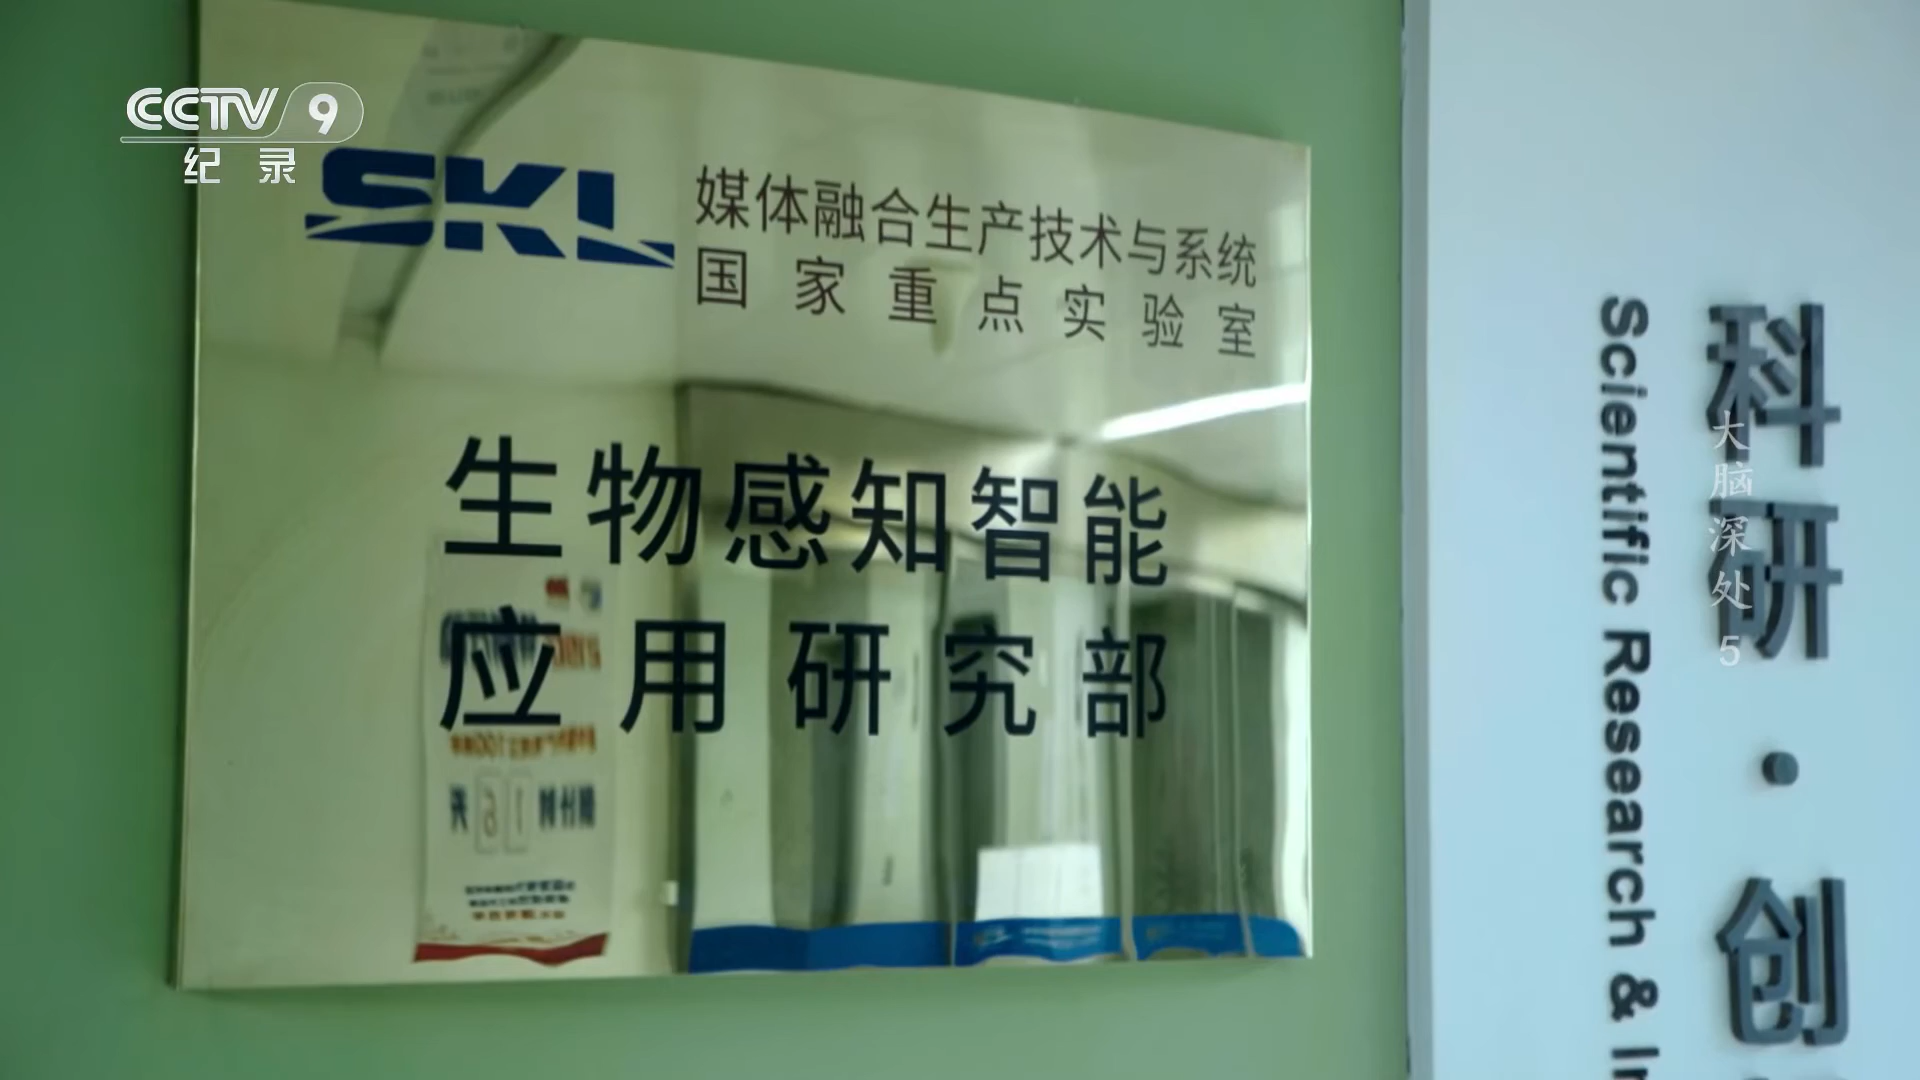 CCTV 9
纪录
SKL
媒体融合生产技术与系统
国家重点实验室
生物感知智能
应用研究部
科研·创
Scientific Research & In
大脑深处 5